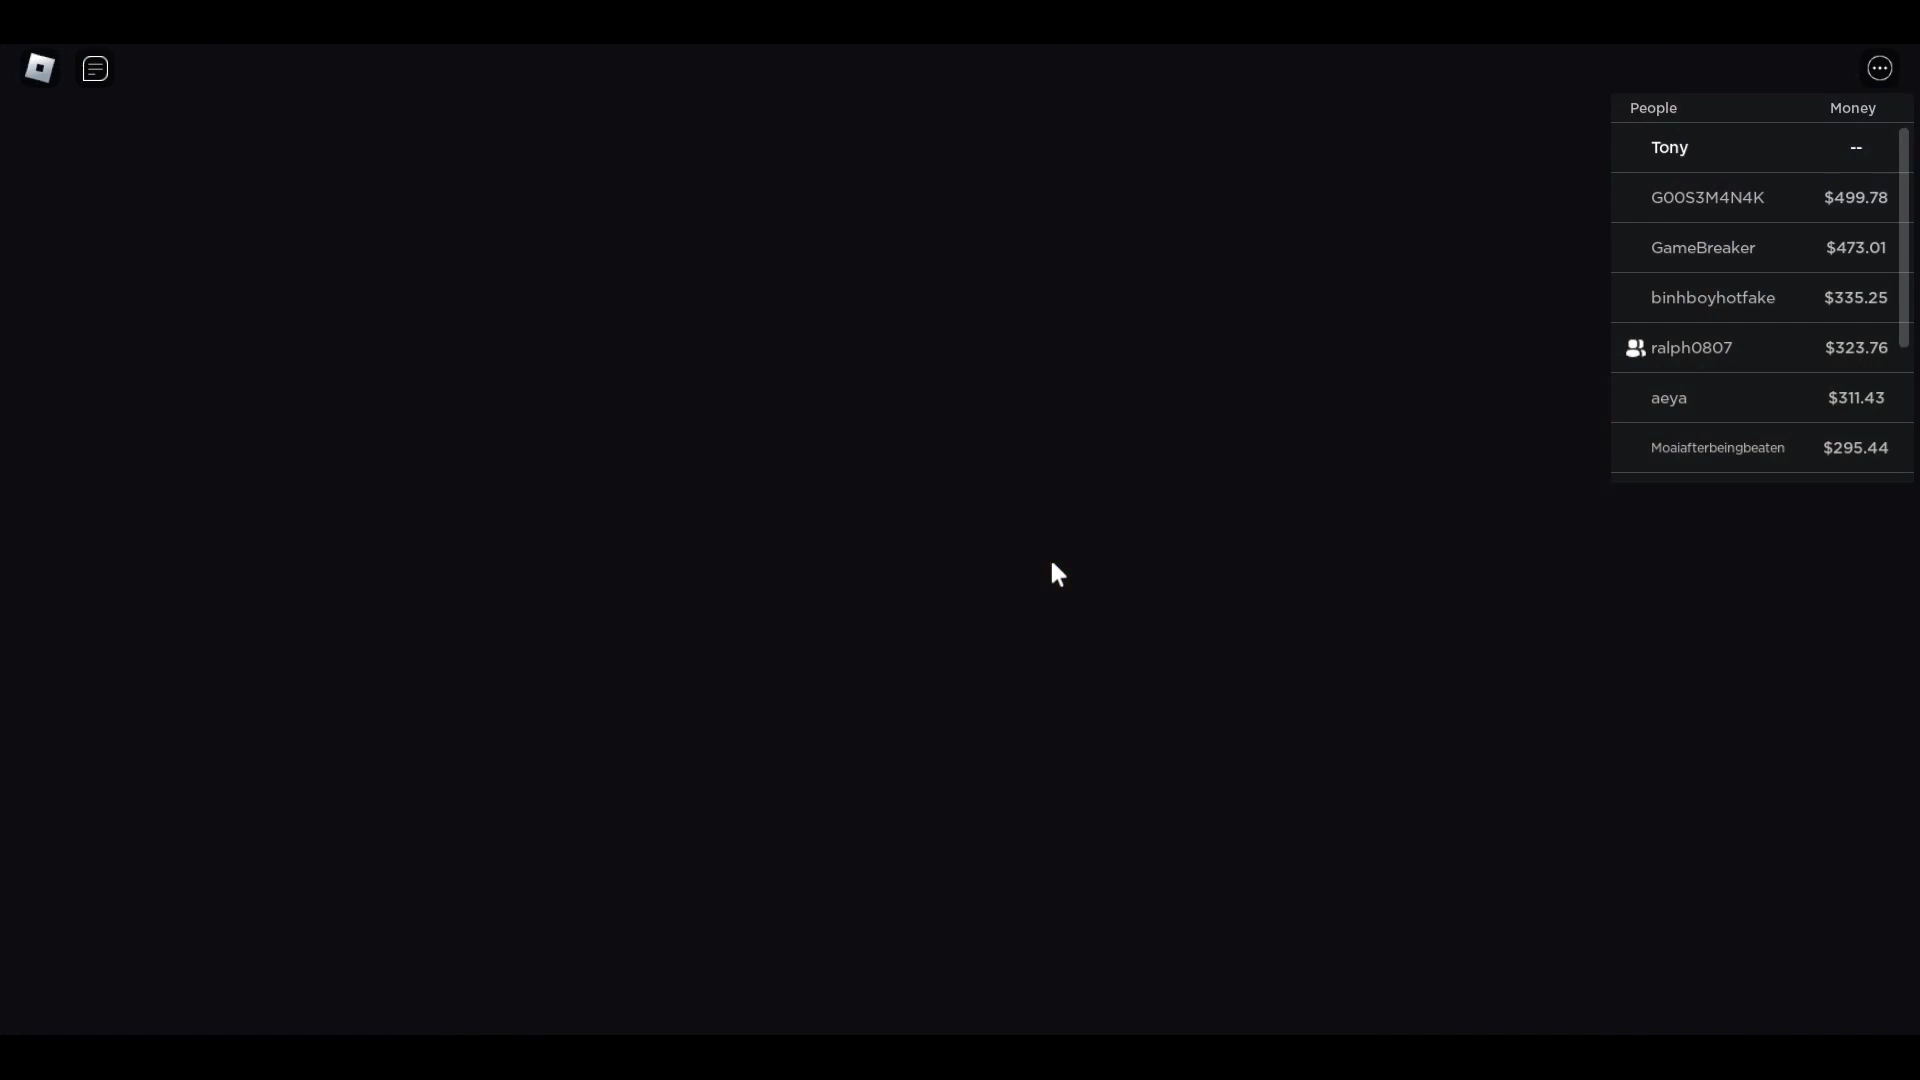 People Money
Tony --
G00S3M4N4K $499.78
GameBreaker $473.01
binhboyhotfake $335.25
ralph0807 $323.76
aeya $311.43
Moaiafterbeingbeaten $295.44